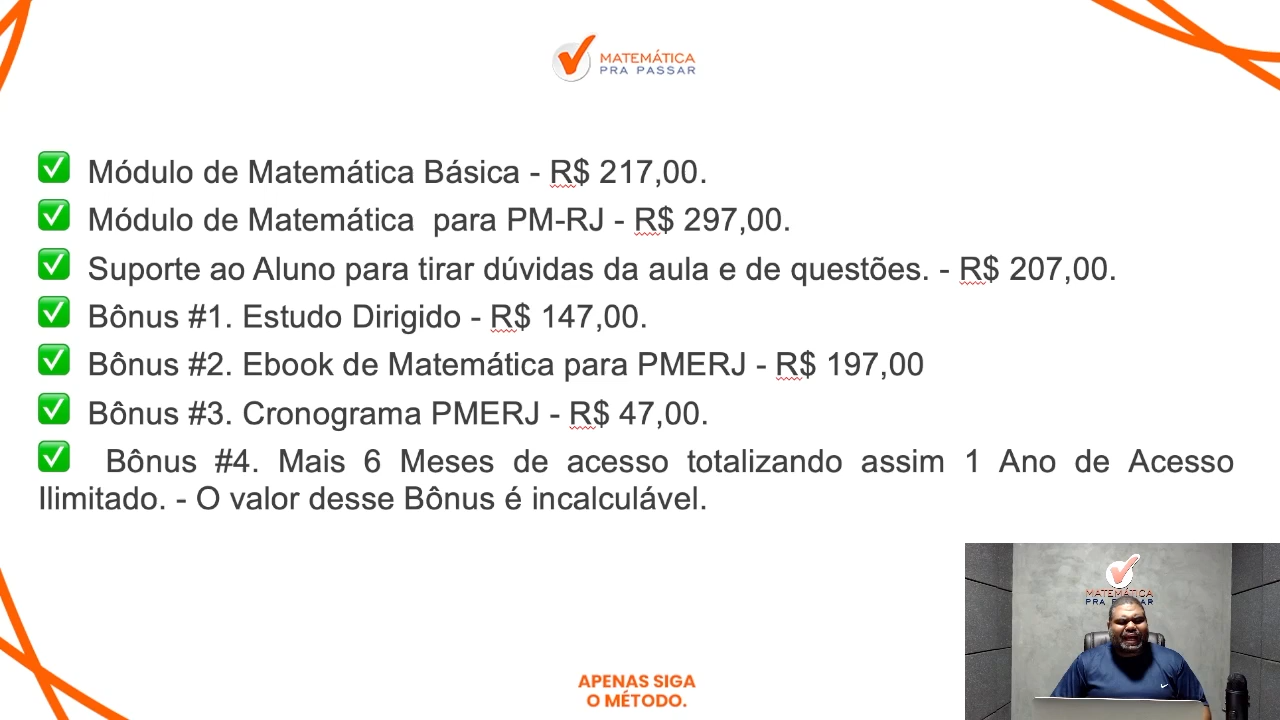 MATEMÁTICA
PRA PASSAR
✅ Módulo de Matemática Básica - R$ 217,00.
✅ Módulo de Matemática  para PM-RJ - R$ 297,00.
✅ Suporte ao Aluno para tirar dúvidas da aula e de questões. - R$ 207,00.
✅ Bônus #1. Estudo Dirigido - R$ 147,00.
✅ Bônus #2. Ebook de Matemática para PMERJ - R$ 197,00
✅ Bônus #3. Cronograma PMERJ - R$ 47,00.
✅ Bônus #4. Mais 6 Meses de acesso totalizando assim 1 Ano de Acesso
Ilimitado. - O valor desse Bônus é incalculável.
MATEMÁTICA
PRA PASSAR
APENAS SIGA
O MÉTODO.